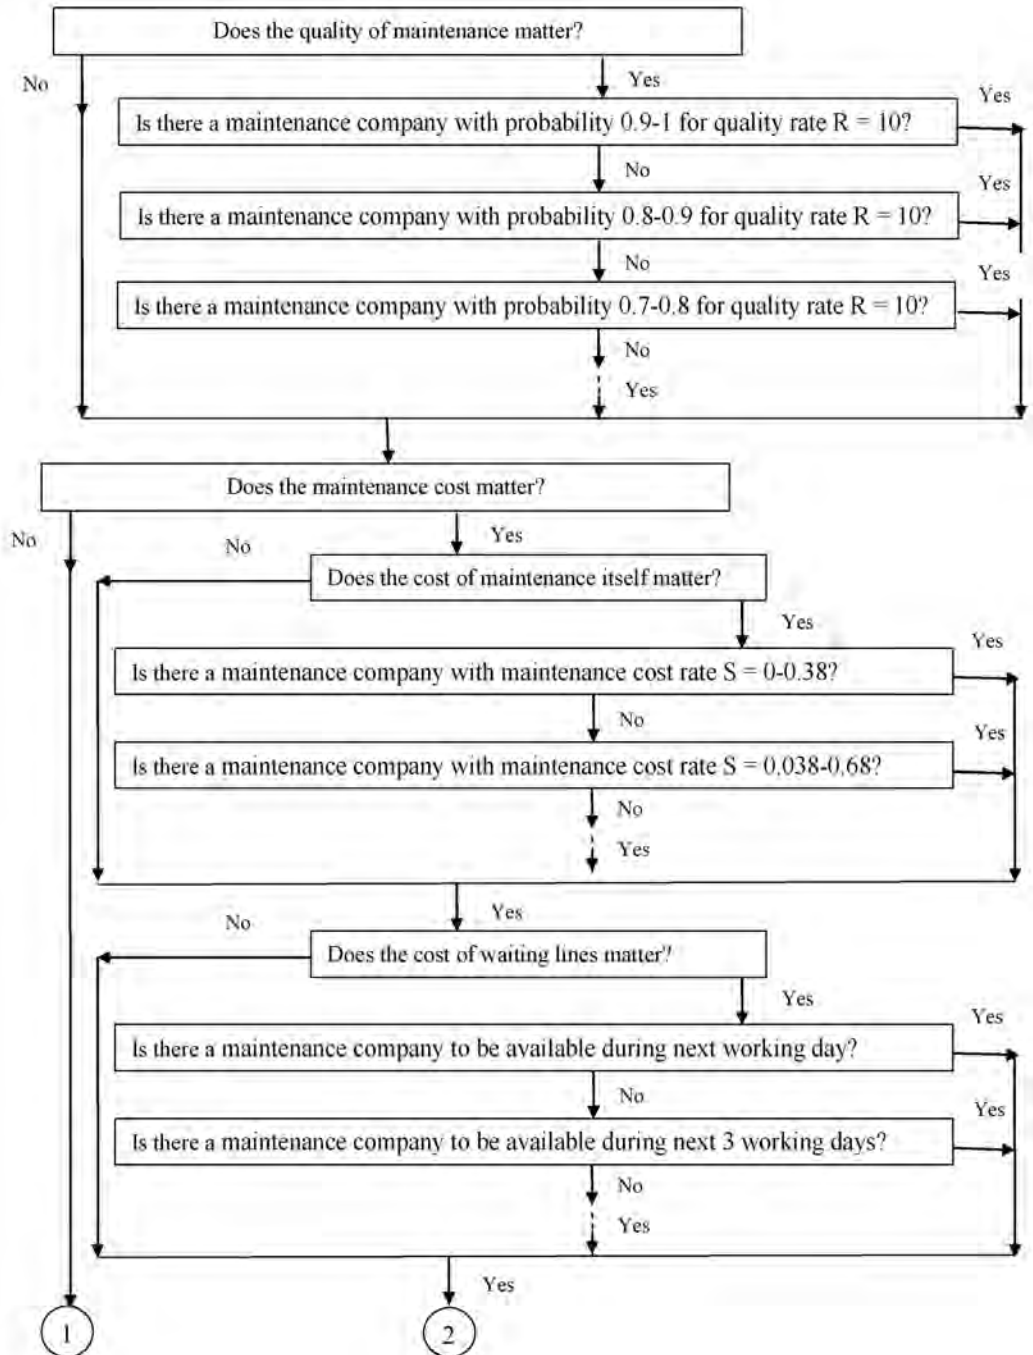 Does the quality of maintenance matter?
No
Yes
Yes
Is there a maintenance company with probability 0.9-1 for quality rate R = 10?
No
Yes
Is there a maintenance company with probability 0.8-0.9 for quality rate R = 10?
No
Yes
Is there a maintenance company with probability 0.7-0.8 for quality rate R = 10?
No
Yes
Does the maintenance cost matter?
No
No
Yes
Does the cost of maintenance itself matter?
Yes
Yes
Is there a maintenance company with maintenance cost rate S = 0-0.38?
No
Yes
Is there a maintenance company with maintenance cost rate S = 0.038-0.68?
No
Yes
No
Yes
Does the cost of waiting lines matter?
Yes
Yes
Is there a maintenance company to be available during next working day?
No
Yes
Is there a maintenance company to be available during next 3 working days?
No
Yes
Yes
1
2